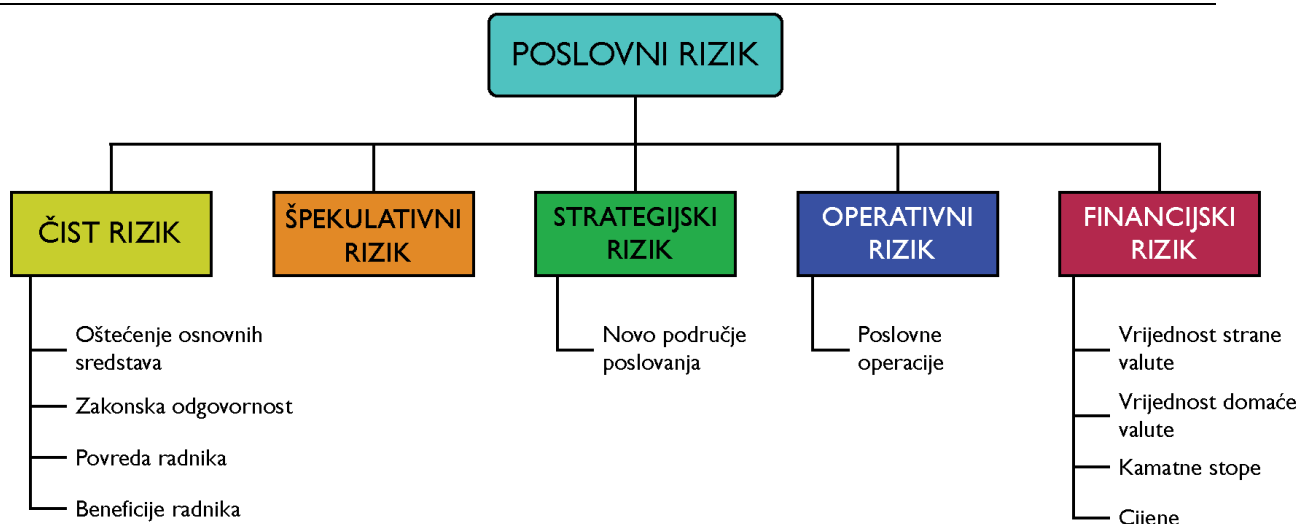 POSLOVNI RIZIK
ČIST RIZIK
Oštećenje osnovnih
sredstava
Zakonska odgovornost
Povreda radnika
Beneficije radnika
ŠPEKULATIVNI
RIZIK
STRATEGIJSKI
RIZIK
Novo područje
poslovanja
OPERATIVNI
RIZIK
Poslovne
operacije
FINANCIJSKI
RIZIK
Vrijednost strane
valute
Vrijednost domaće
valute
Kamatne stope
Cijene